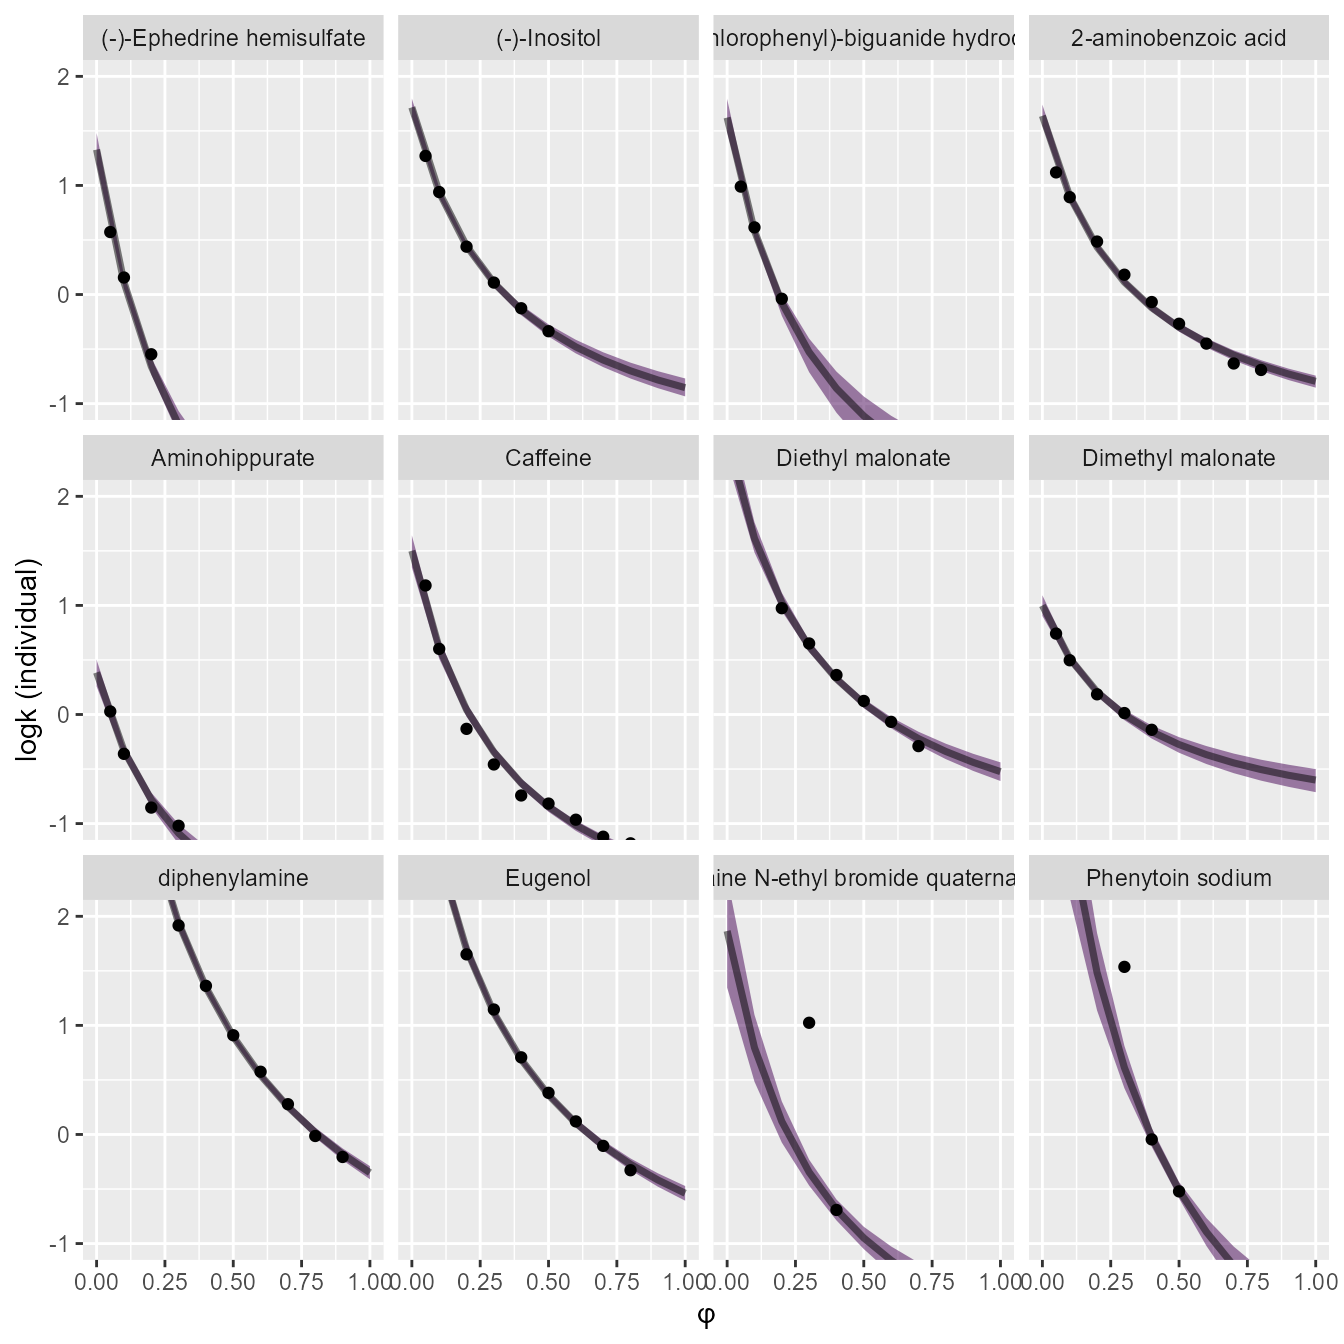 (-)-Ephedrine hemisulfate
(-)-Inositol
hlorophenyl)-biguanide hydroc
2-aminobenzoic acid
2
1
0
-1
Aminohippurate
Caffeine
Diethyl malonate
Dimethyl malonate
2
1
0
-1
logk (individual)
diphenylamine
Eugenol
ine N-ethyl bromide quaterna
Phenytoin sodium
2
1
0
-1
0.00 0.25 0.50 0.75 1.00
0.00 0.25 0.50 0.75 1.00
0.00 0.25 0.50 0.75 1.00
0.00 0.25 0.50 0.75 1.00
φ